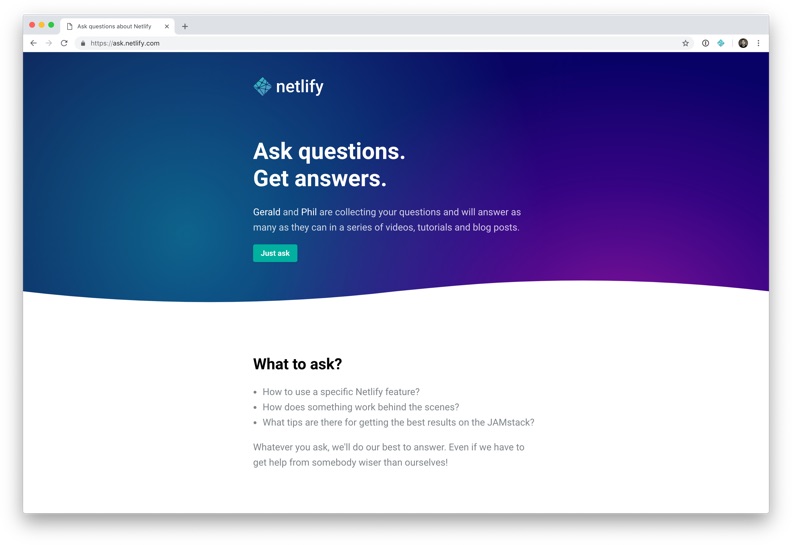 Ask questions about Netlify
https://ask.netlify.com
netlify
Ask questions.
Get answers.
Gerald and Phil are collecting your questions and will answer as
many as they can in a series of videos, tutorials and blog posts.
Just ask
What to ask?
• How to use a specific Netlify feature?
• How does something work behind the scenes?
• What tips are there for getting the best results on the JAMstack?
Whatever you ask, we'll do our best to answer. Even if we have to
get help from somebody wiser than ourselves!